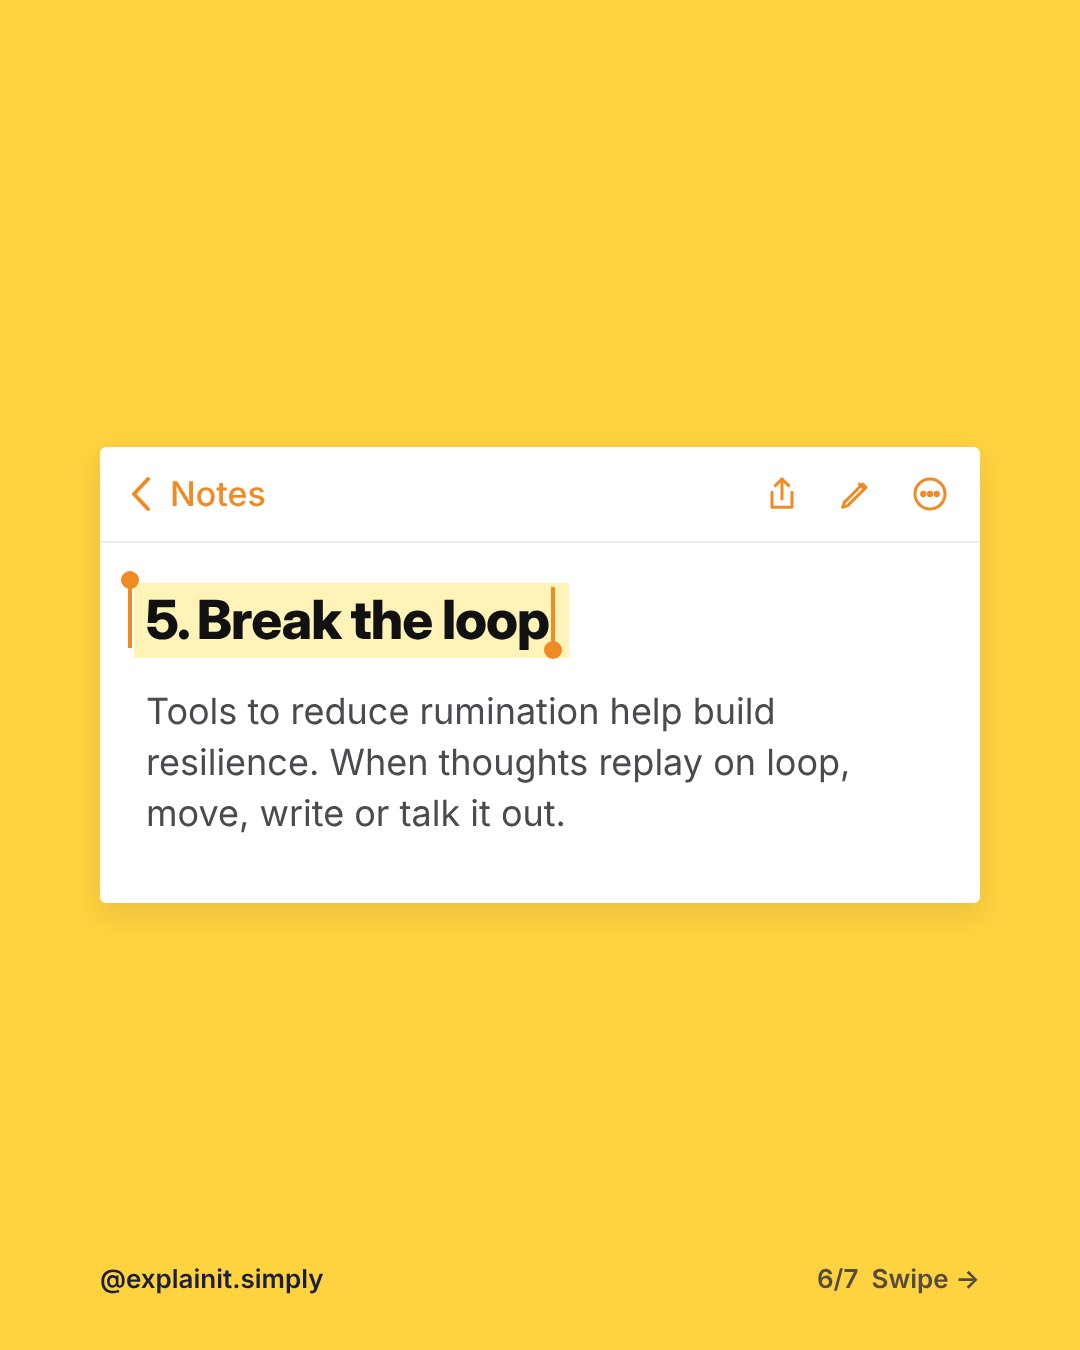 Notes
5. Break the loop
Tools to reduce rumination help build
resilience. When thoughts replay on loop,
move, write or talk it out.
@explainit.simply
6/7 Swipe →